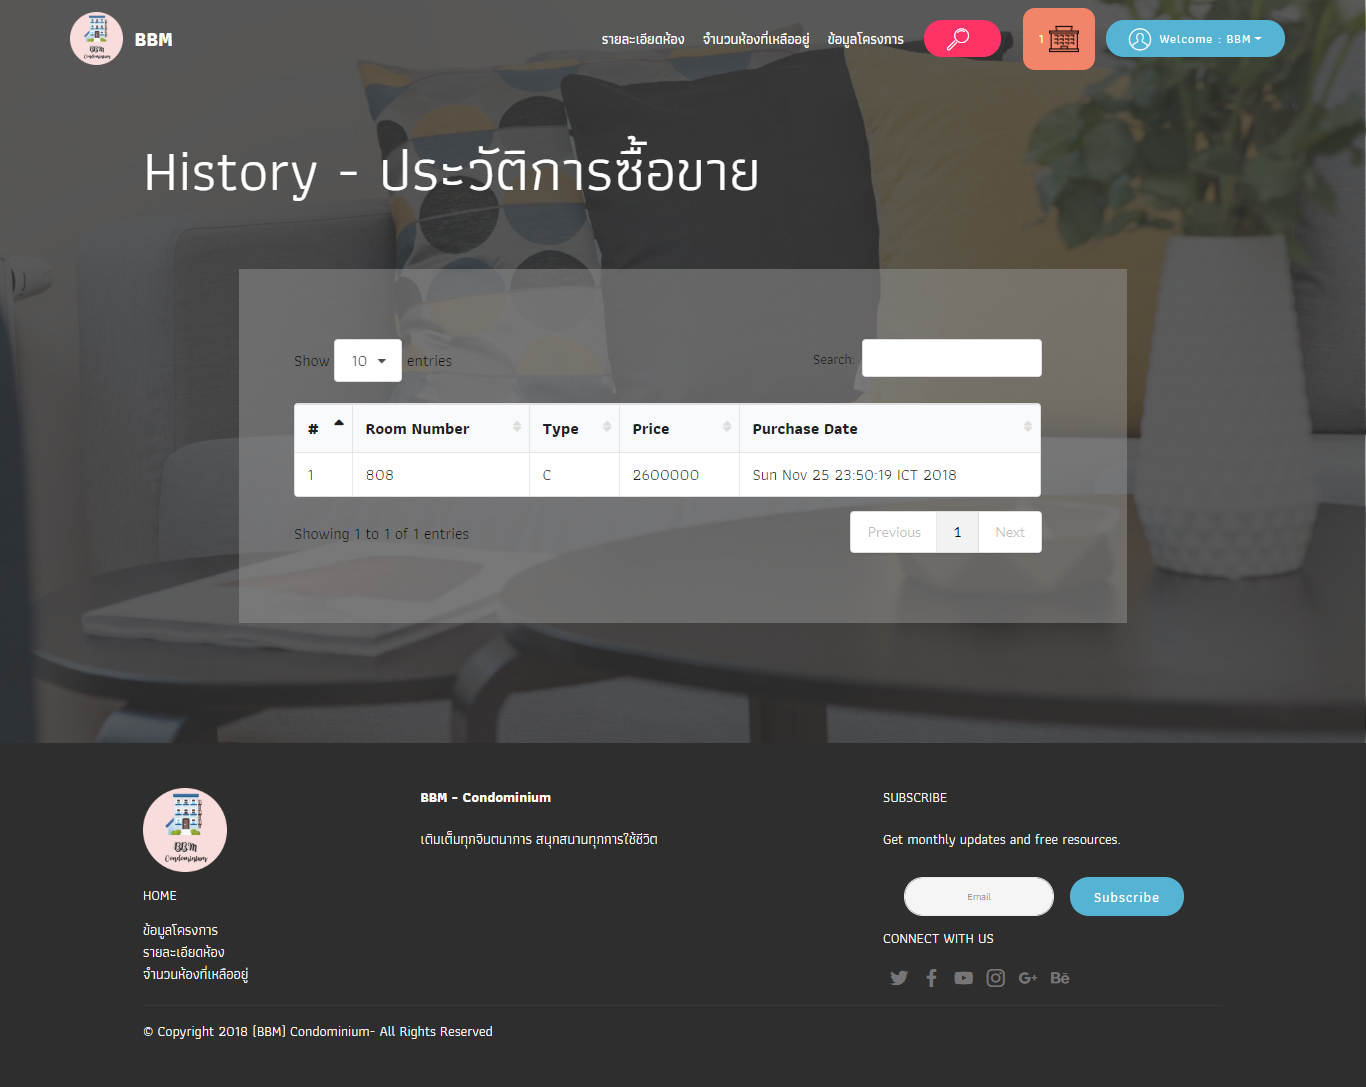 BBM
Condominium
BBM
รายละเอียดห้อง
จำนวนห้องที่เหลืออยู่
ข้อมูลโครงการ
1
Welcome : BBM
History - ประวัติการซื้อขาย
Show 10 entries
Search:
# Room Number Type Price Purchase Date
1 808 C 2600000 Sun Nov 25 23:50:19 ICT 2018
Showing 1 to 1 of 1 entries
Previous 1 Next
BBM
Condominium
HOME
ข้อมูลโครงการ
รายละเอียดห้อง
จำนวนห้องที่เหลืออยู่
BBM - Condominium
เติมเต็มทุกจินตนาการ สนุกสนานทุกการใช้ชีวิต
SUBSCRIBE
Get monthly updates and free resources.
Email
Subscribe
CONNECT WITH US
© Copyright 2018 [BBM] Condominium- All Rights Reserved